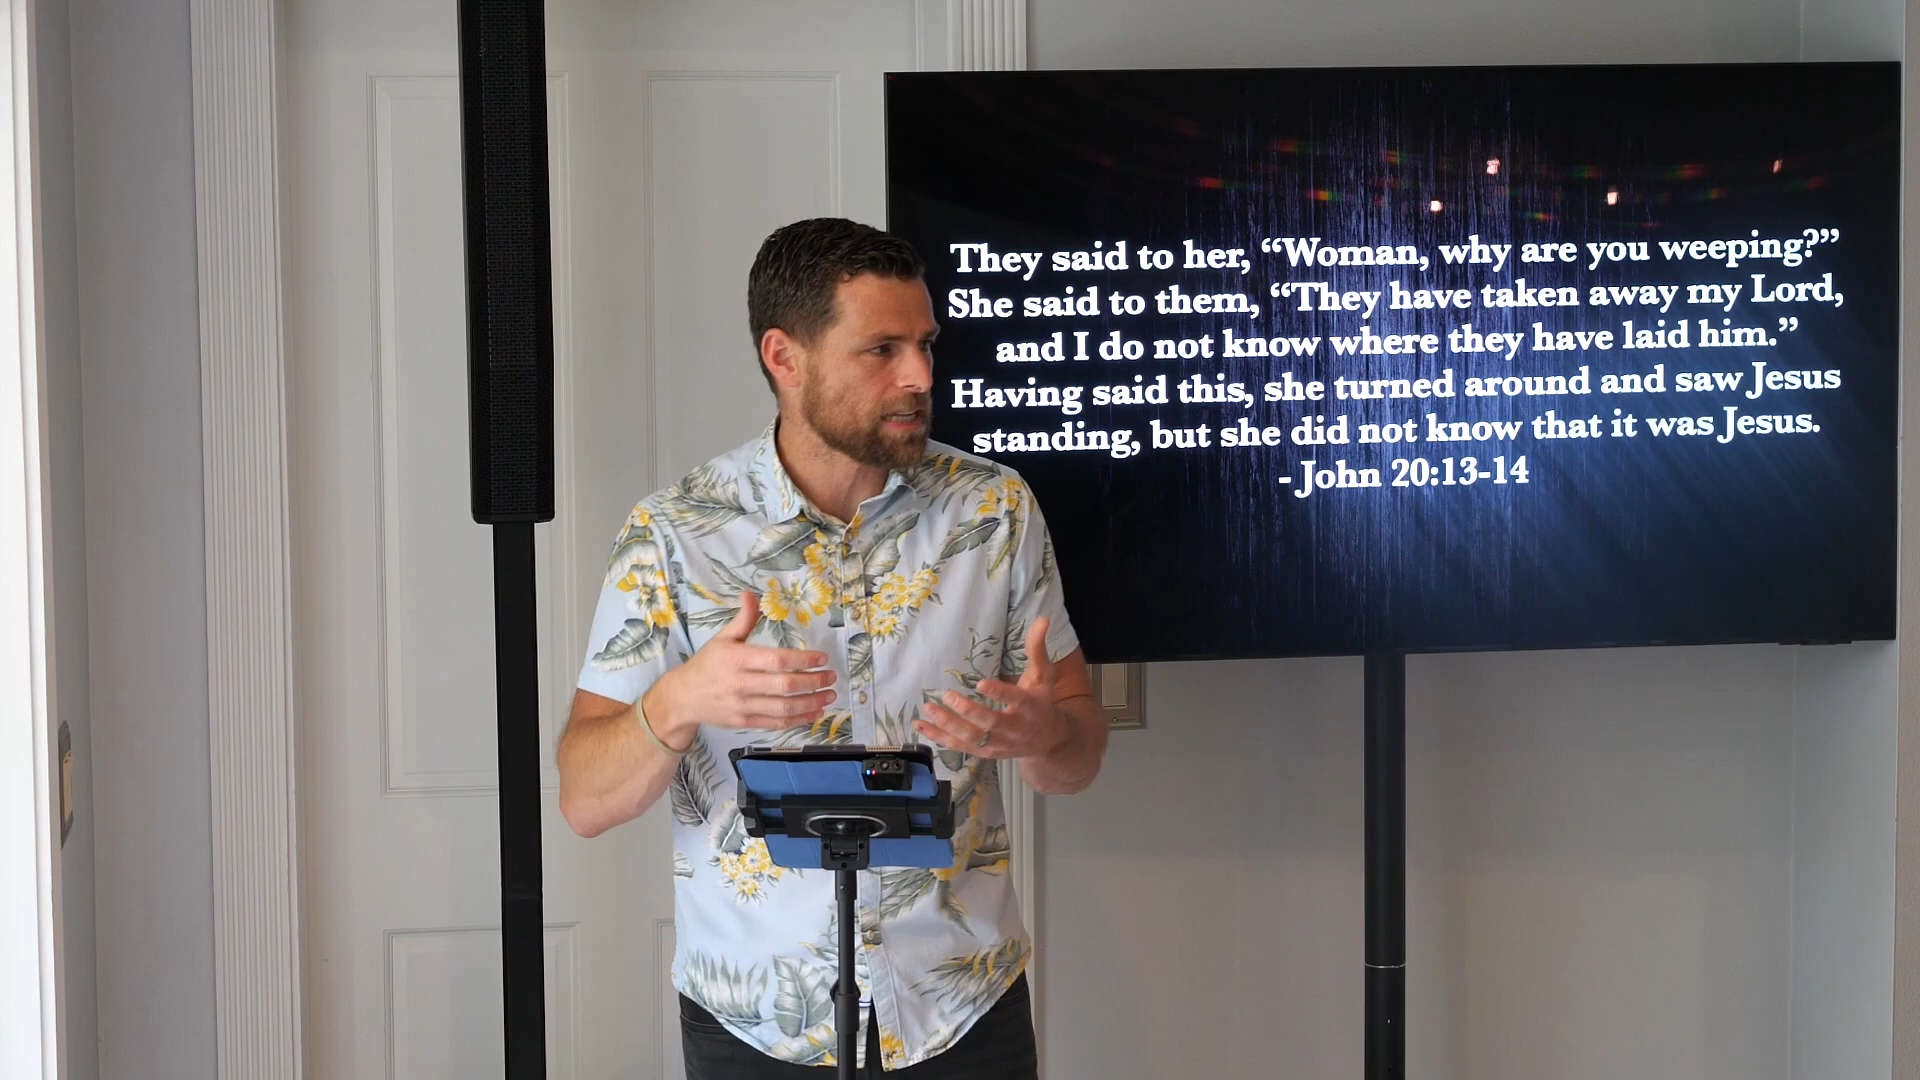 They said to her, “Woman, why are you weeping?”
She said to them, “They have taken away my Lord,
and I do not know where they have laid him.”
Having said this, she turned around and saw Jesus
standing, but she did not know that it was Jesus.
- John 20:13-14